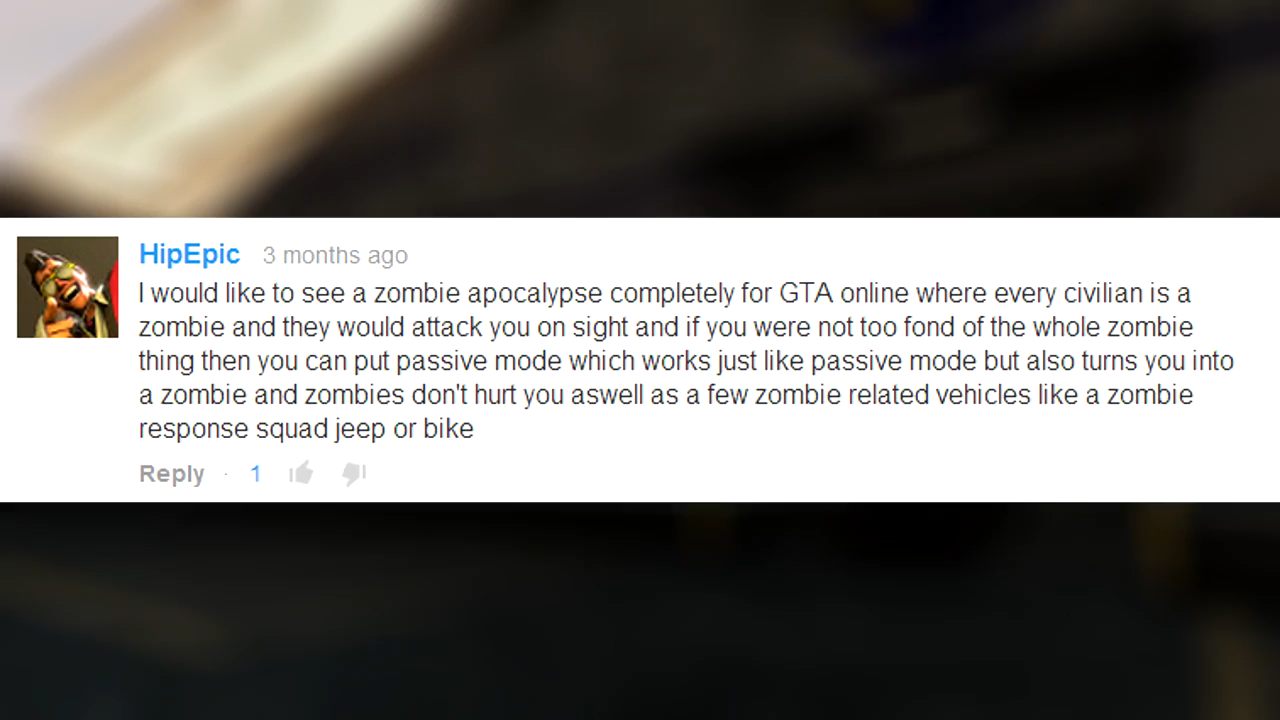 HipEpic 3 months ago
I would like to see a zombie apocalypse completely for GTA online where every civilian is a
zombie and they would attack you on sight and if you were not too fond of the whole zombie
thing then you can put passive mode which works just like passive mode but also turns you into
a zombie and zombies don't hurt you aswell as a few zombie related vehicles like a zombie
response squad jeep or bike
Reply · 1